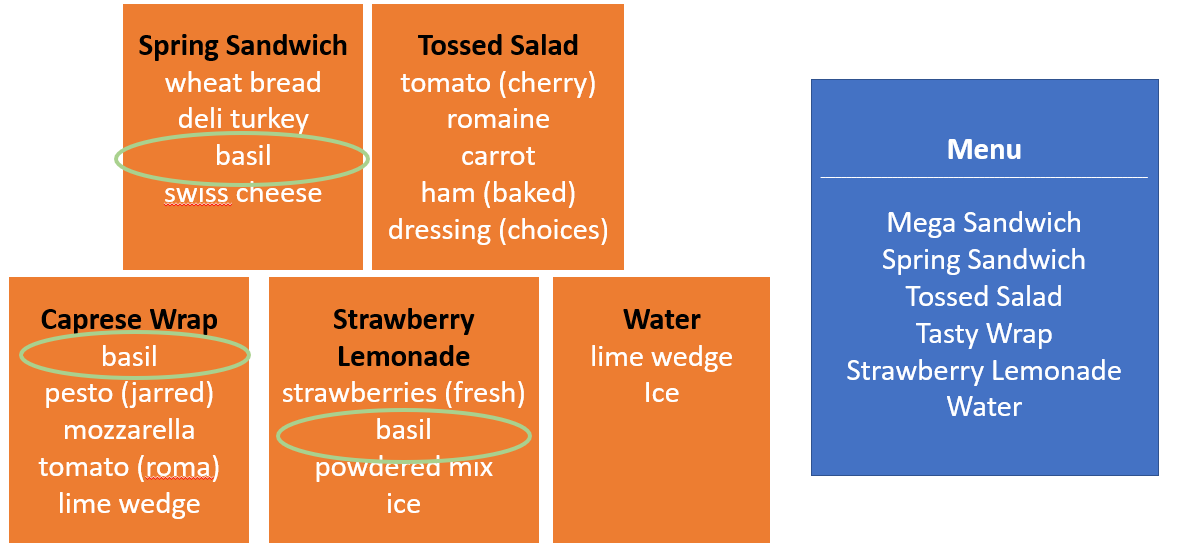 Spring Sandwich
wheat bread
deli turkey
basil
swiss cheese
Tossed Salad
tomato (cherry)
romaine
carrot
ham (baked)
dressing (choices)
Caprese Wrap
basil
pesto (jarred)
mozzarella
tomato (roma)
lime wedge
Strawberry
Lemonade
strawberries (fresh)
basil
powdered mix
ice
Water
lime wedge
Ice
Menu
Mega Sandwich
Spring Sandwich
Tossed Salad
Tasty Wrap
Strawberry Lemonade
Water